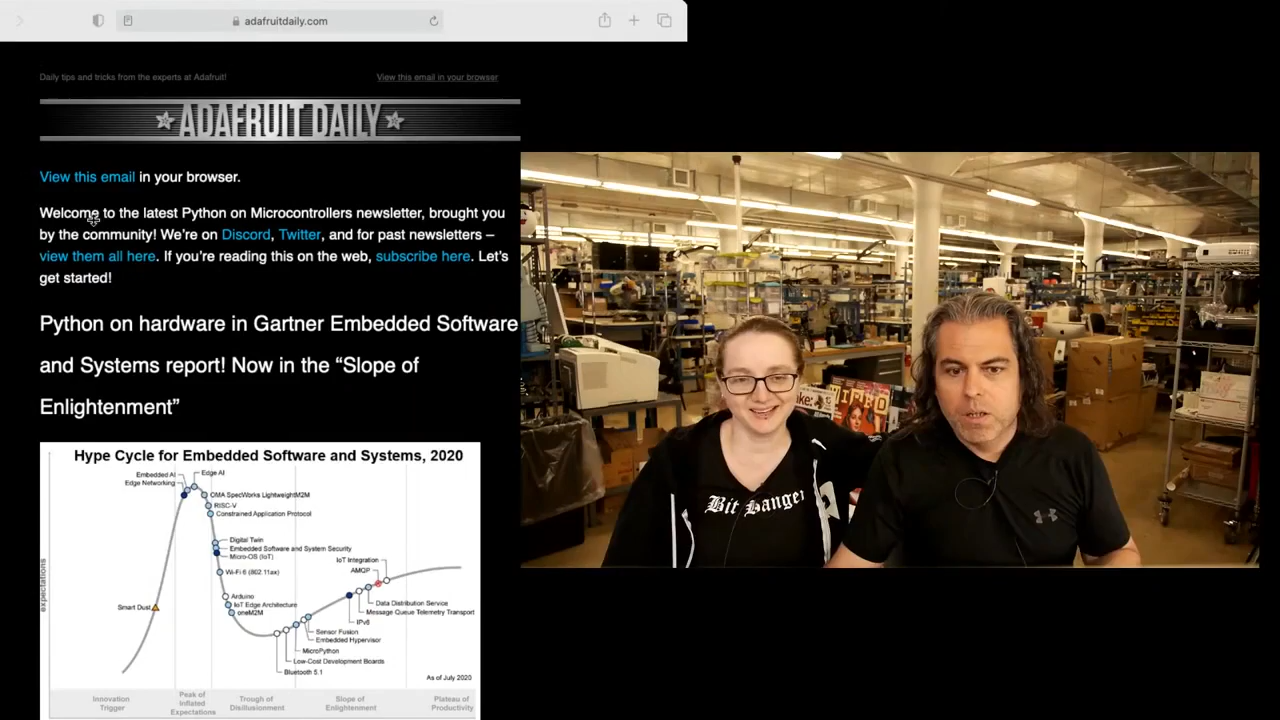 adafruitdaily.com
Daily tips and tricks from the experts at Adafruit!
View this email in your browser
ADAFRUIT DAILY
View this email in your browser.
Welcome to the latest Python on Microcontrollers newsletter, brought you
by the community! We're on Discord, Twitter, and for past newsletters –
view them all here. If you're reading this on the web, subscribe here. Let's
get started!
Python on hardware in Gartner Embedded Software
and Systems report! Now in the “Slope of
Enlightenment”
Hype Cycle for Embedded Software and Systems, 2020
Embedded AI
Edge AI
Edge Networking
OMA SpecWorks LightweightM2M
RISC-V
Constrained Application Protocol
Digital Twin
Embedded Software and System Security
Micro-OS (IoT)
Wi-Fi 6 (802.11ax)
Arduino
IoT Edge Architecture
oneM2M
Smart Dust
IoT Integration
AMQP
Data Distribution Service
Message Queue Telemetry Transport
IPv6
Sensor Fusion
Embedded Hypervisor
MicroPython
Low-Cost Development Boards
Bluetooth 5.1
expectations
As of July 2020
Innovation
Trigger
Peak of
Inflated
Expectations
Trough of
Disillusionment
Slope of
Enlightenment
Plateau of
Productivity
Make:
WIRED
Bit Banger